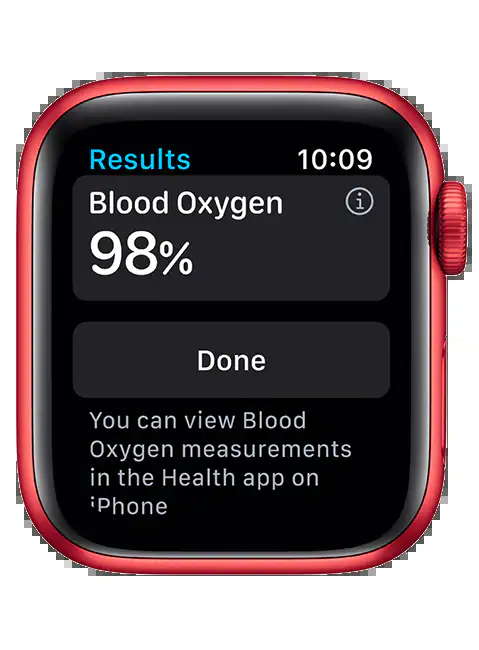 Results 10:09
Blood Oxygen
98%
Done
You can view Blood
Oxygen measurements
in the Health app on
iPhone